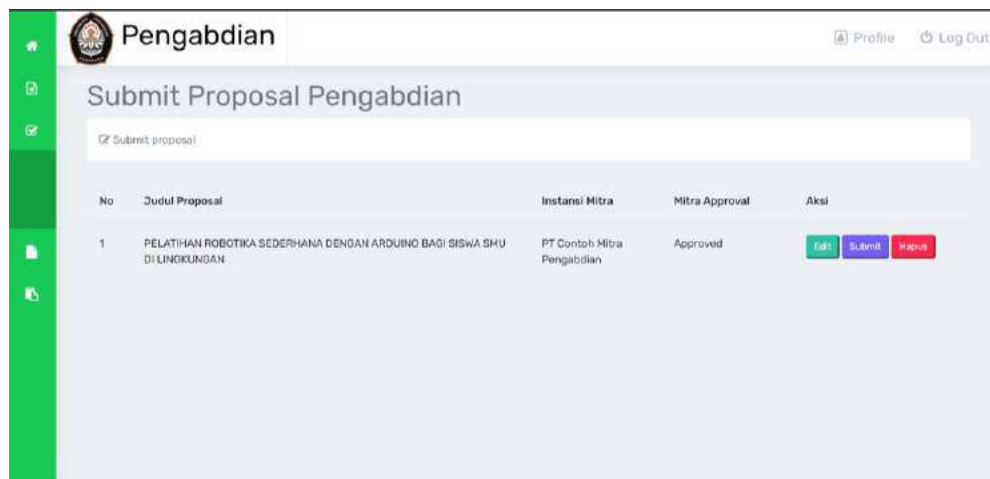 Pengabdian
Profile
Log Out
Submit Proposal Pengabdian
Submit proposal
No Judul Proposal Instansi Mitra Mitra Approval Aksi
1 PELATIHAN ROBOTIKA SEDERHANA DENGAN ARDUINO BAGI SISWA SMU PT Contoh Mitra Approved Edit Submit Hapus
DI LINGKUNGAN Pengabdian